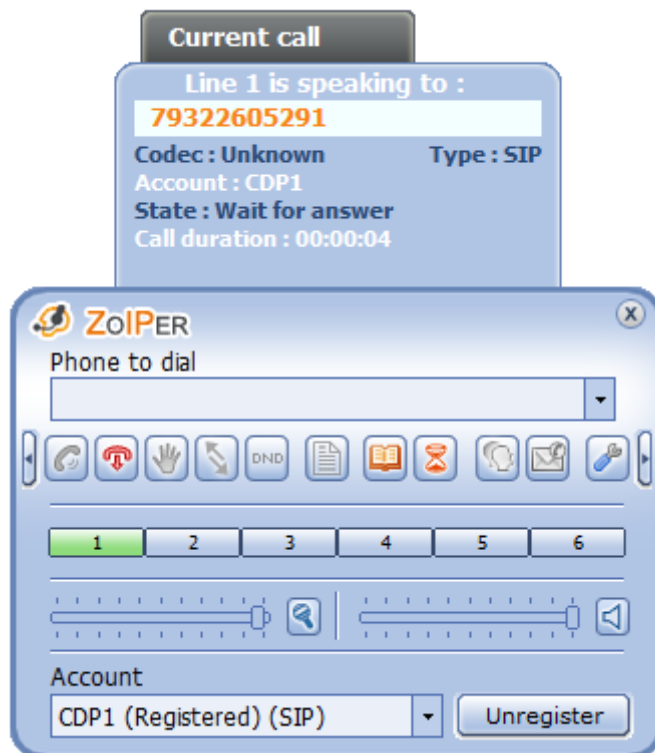 Current call
Line 1 is speaking to :
79322605291
Codec : Unknown Type : SIP
Account : CDP1
State : Wait for answer
Call duration : 00:00:04
ZOIPER
x
Phone to dial
DND
1 2 3 4 5 6
Account
CDP1 (Registered) (SIP) Unregister